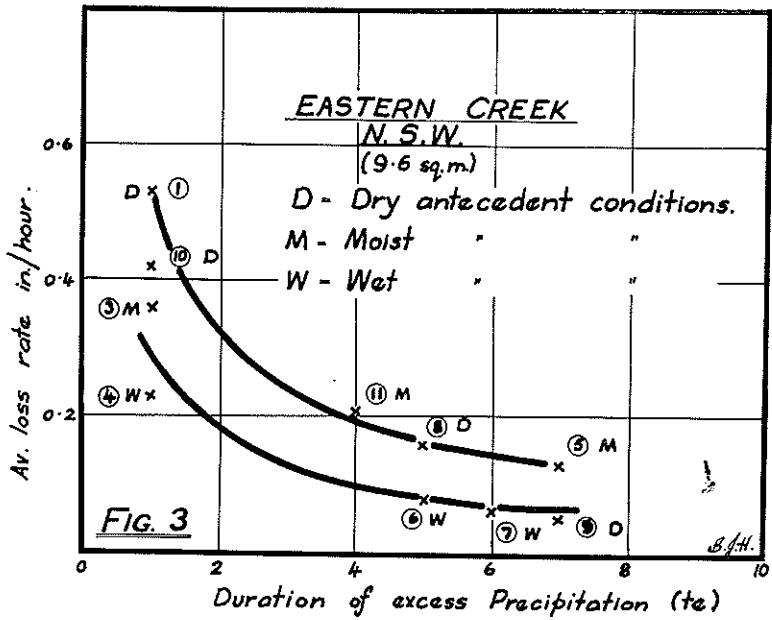 EASTERN CREEK
N.S.W.
(9.6 sq.m.)
D - Dry antecedent conditions.
M - Moist " "
W - Wet " "
Av. loss rate in./hour.
0.6
0.4
0.2
0
D ①
⑩ D
③ M
④ W
⑪ M
⑧ D
⑤ M
⑥ W
⑦ W
⑨ D
FIG. 3
B.J.H.
0 2 4 6 8 10
Duration of excess Precipitation (te)